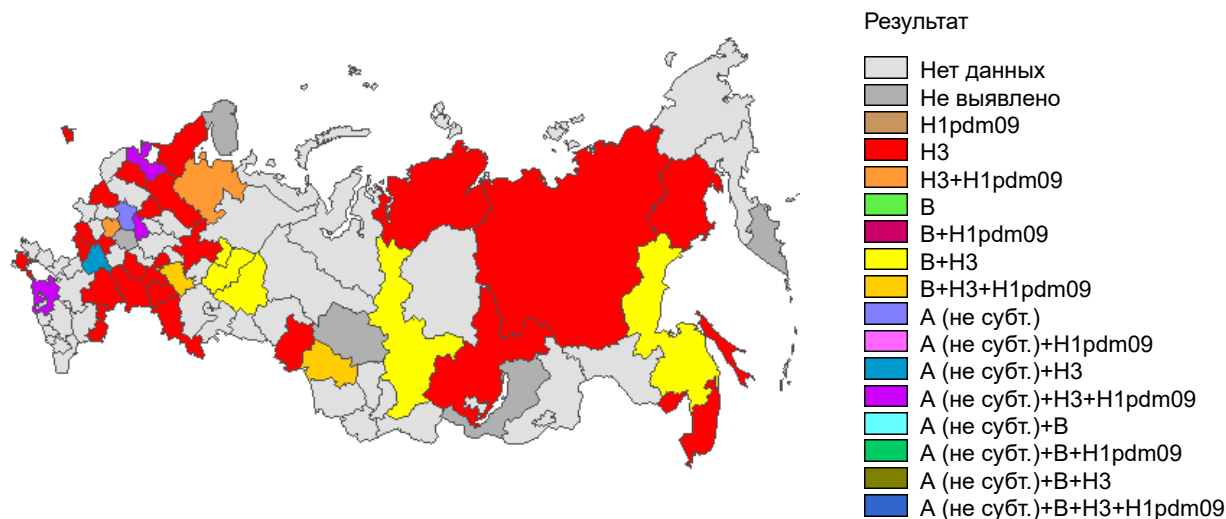 Результат
Нет данных
Не выявлено
H1pdm09
H3
H3+H1pdm09
B
B+H1pdm09
B+H3
B+H3+H1pdm09
A (не субт.)
A (не субт.)+H1pdm09
A (не субт.)+H3
A (не субт.)+H3+H1pdm09
A (не субт.)+B
A (не субт.)+B+H1pdm09
A (не субт.)+B+H3
A (не субт.)+B+H3+H1pdm09